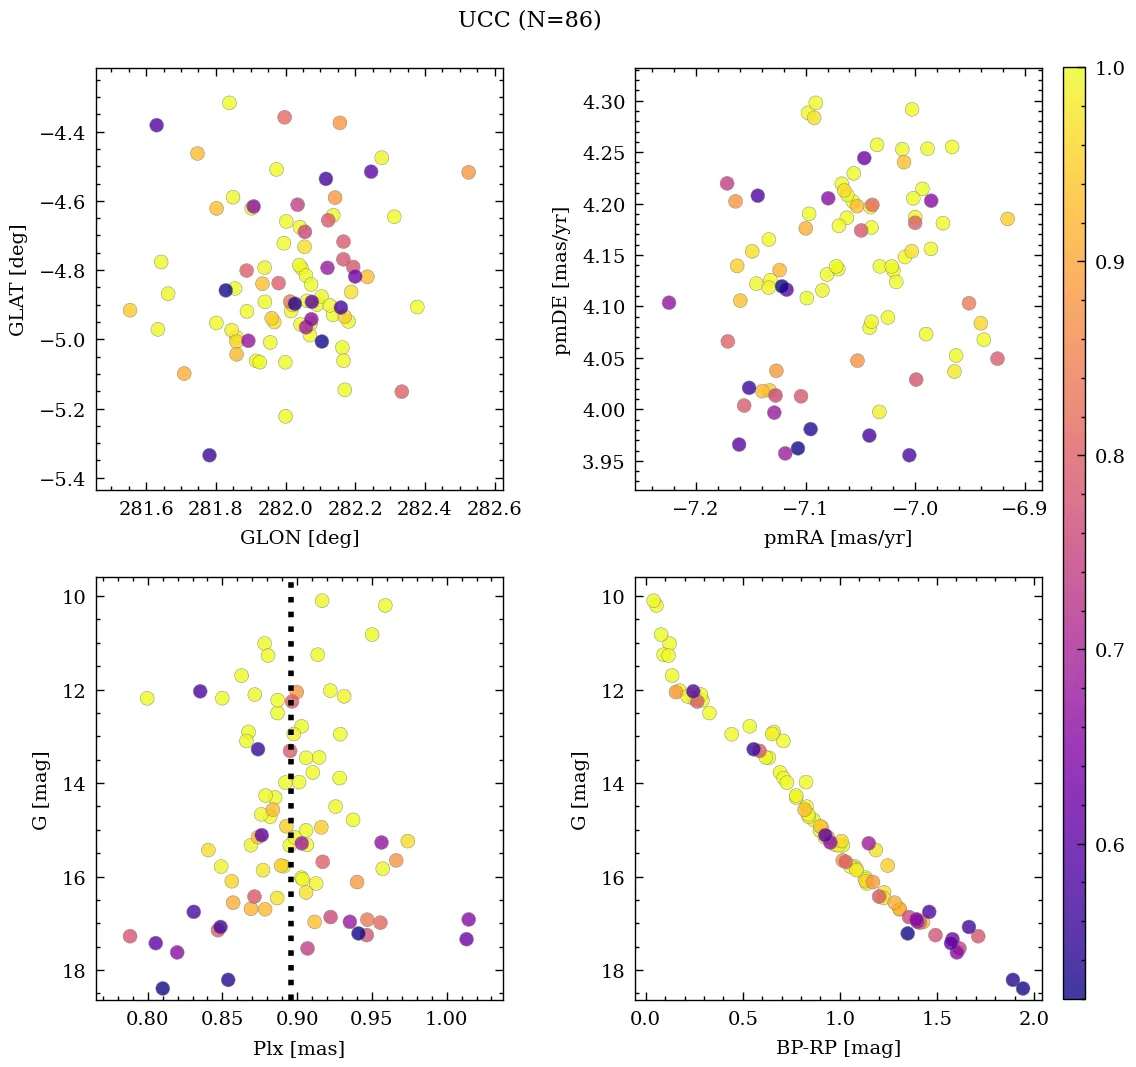 UCC (N=86)
−4.4
−4.6
−4.8
−5.0
−5.2
−5.4
GLAT [deg]
281.6 281.8 282.0 282.2 282.4 282.6
GLON [deg]
4.30
4.25
4.20
4.15
4.10
4.05
4.00
3.95
pmDE [mas/yr]
−7.2 −7.1 −7.0 −6.9
pmRA [mas/yr]
10
12
14
16
18
G [mag]
0.80 0.85 0.90 0.95 1.00
Plx [mas]
10
12
14
16
18
G [mag]
0.0 0.5 1.0 1.5 2.0
BP-RP [mag]
1.0
0.9
0.8
0.7
0.6